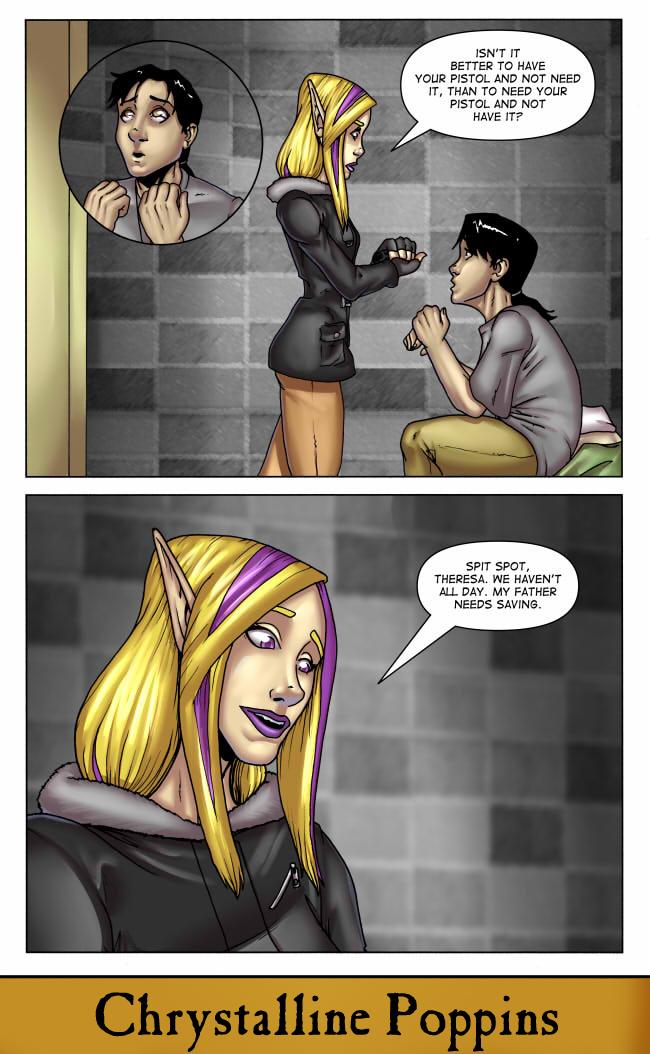 ISN'T IT
BETTER TO HAVE
YOUR PISTOL AND NOT NEED
IT, THAN TO NEED YOUR
PISTOL AND NOT
HAVE IT?
SPIT SPOT,
THERESA. WE HAVEN'T
ALL DAY. MY FATHER
NEEDS SAVING.
Chrystalline Poppins